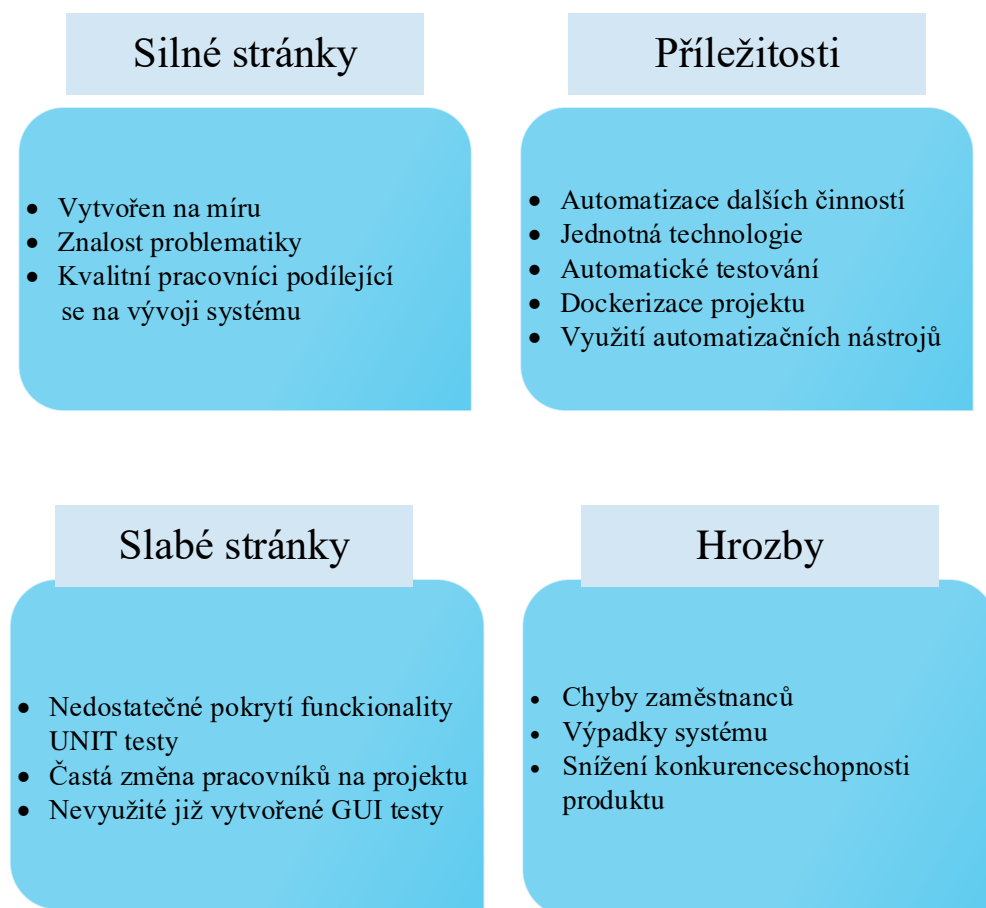 Silné stránky
• Vytvořen na míru
• Znalost problematiky
• Kvalitní pracovníci podílející
se na vývoji systému
Příležitosti
• Automatizace dalších činností
• Jednotná technologie
• Automatické testování
• Dockerizace projektu
• Využití automatizačních nástrojů
Slabé stránky
• Nedostatečné pokrytí funckionality
UNIT testy
• Častá změna pracovníků na projektu
• Nevyužité již vytvořené GUI testy
Hrozby
• Chyby zaměstnanců
• Výpadky systému
• Snížení konkurenceschopnosti
produktu